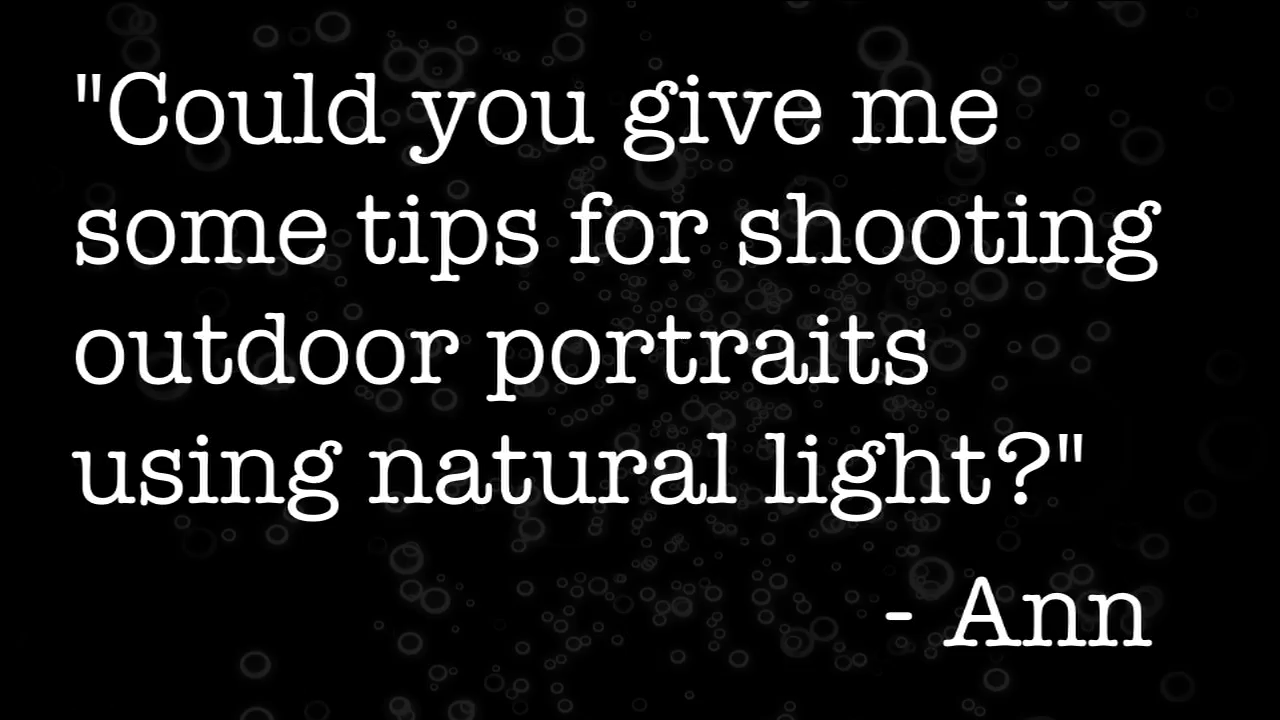 "Could you give me
some tips for shooting
outdoor portraits
using natural light?"
- Ann